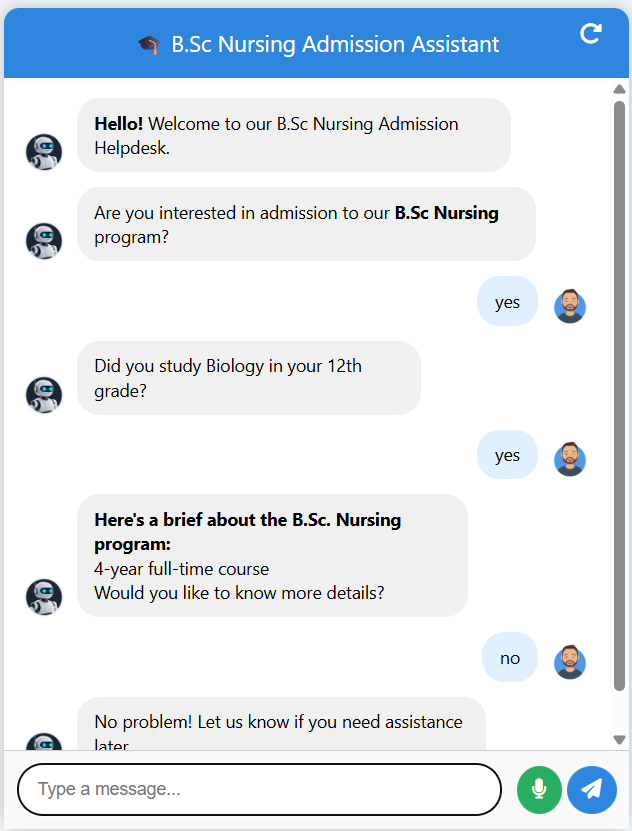 B.Sc Nursing Admission Assistant
Hello! Welcome to our B.Sc Nursing Admission
Helpdesk.
Are you interested in admission to our B.Sc Nursing
program?
yes
Did you study Biology in your 12th
grade?
yes
Here's a brief about the B.Sc. Nursing
program:
4-year full-time course
Would you like to know more details?
no
No problem! Let us know if you need assistance
later
Type a message...